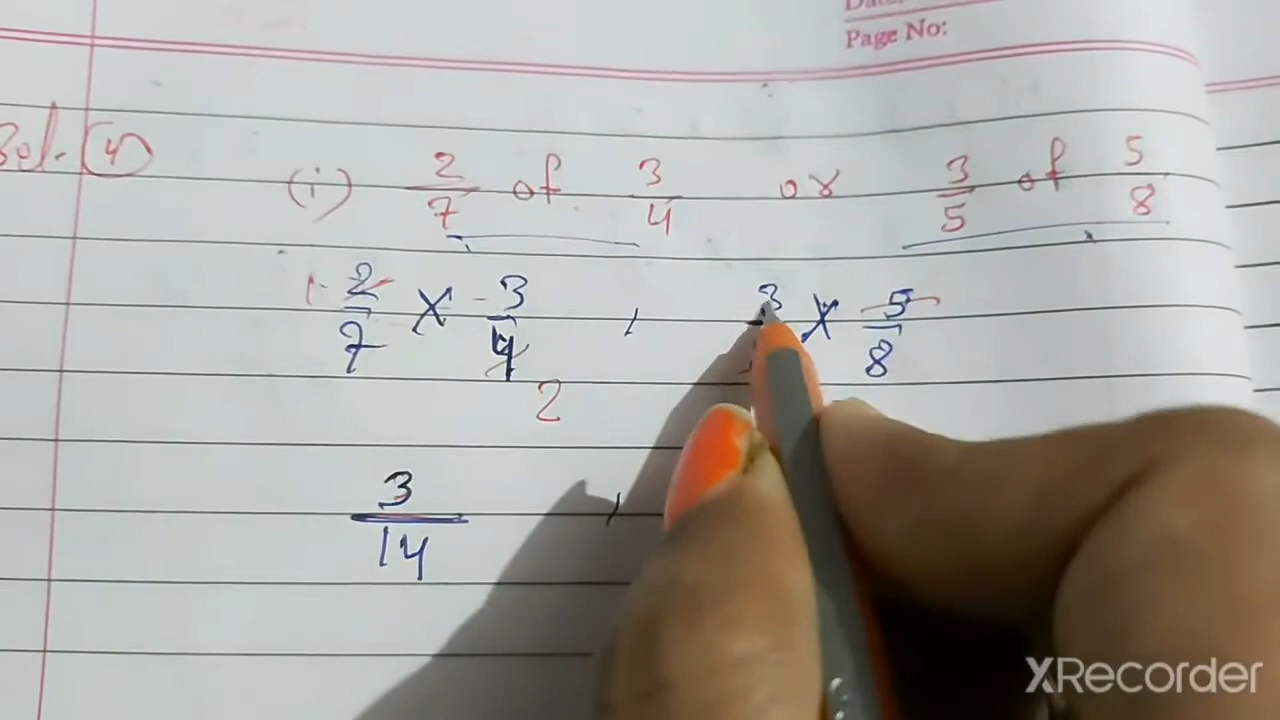 Page No:
Sol. (4)
(i) 2/7 of 3/4 or 3/5 of 5/8
1 2/7 X 3/4 2 , 3 X 5/8
3/14 ,
XRecorder